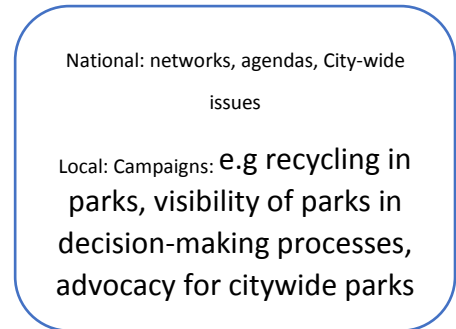 National: networks, agendas, City-wide
issues
Local: Campaigns: e.g recycling in
parks, visibility of parks in
decision-making processes,
advocacy for citywide parks